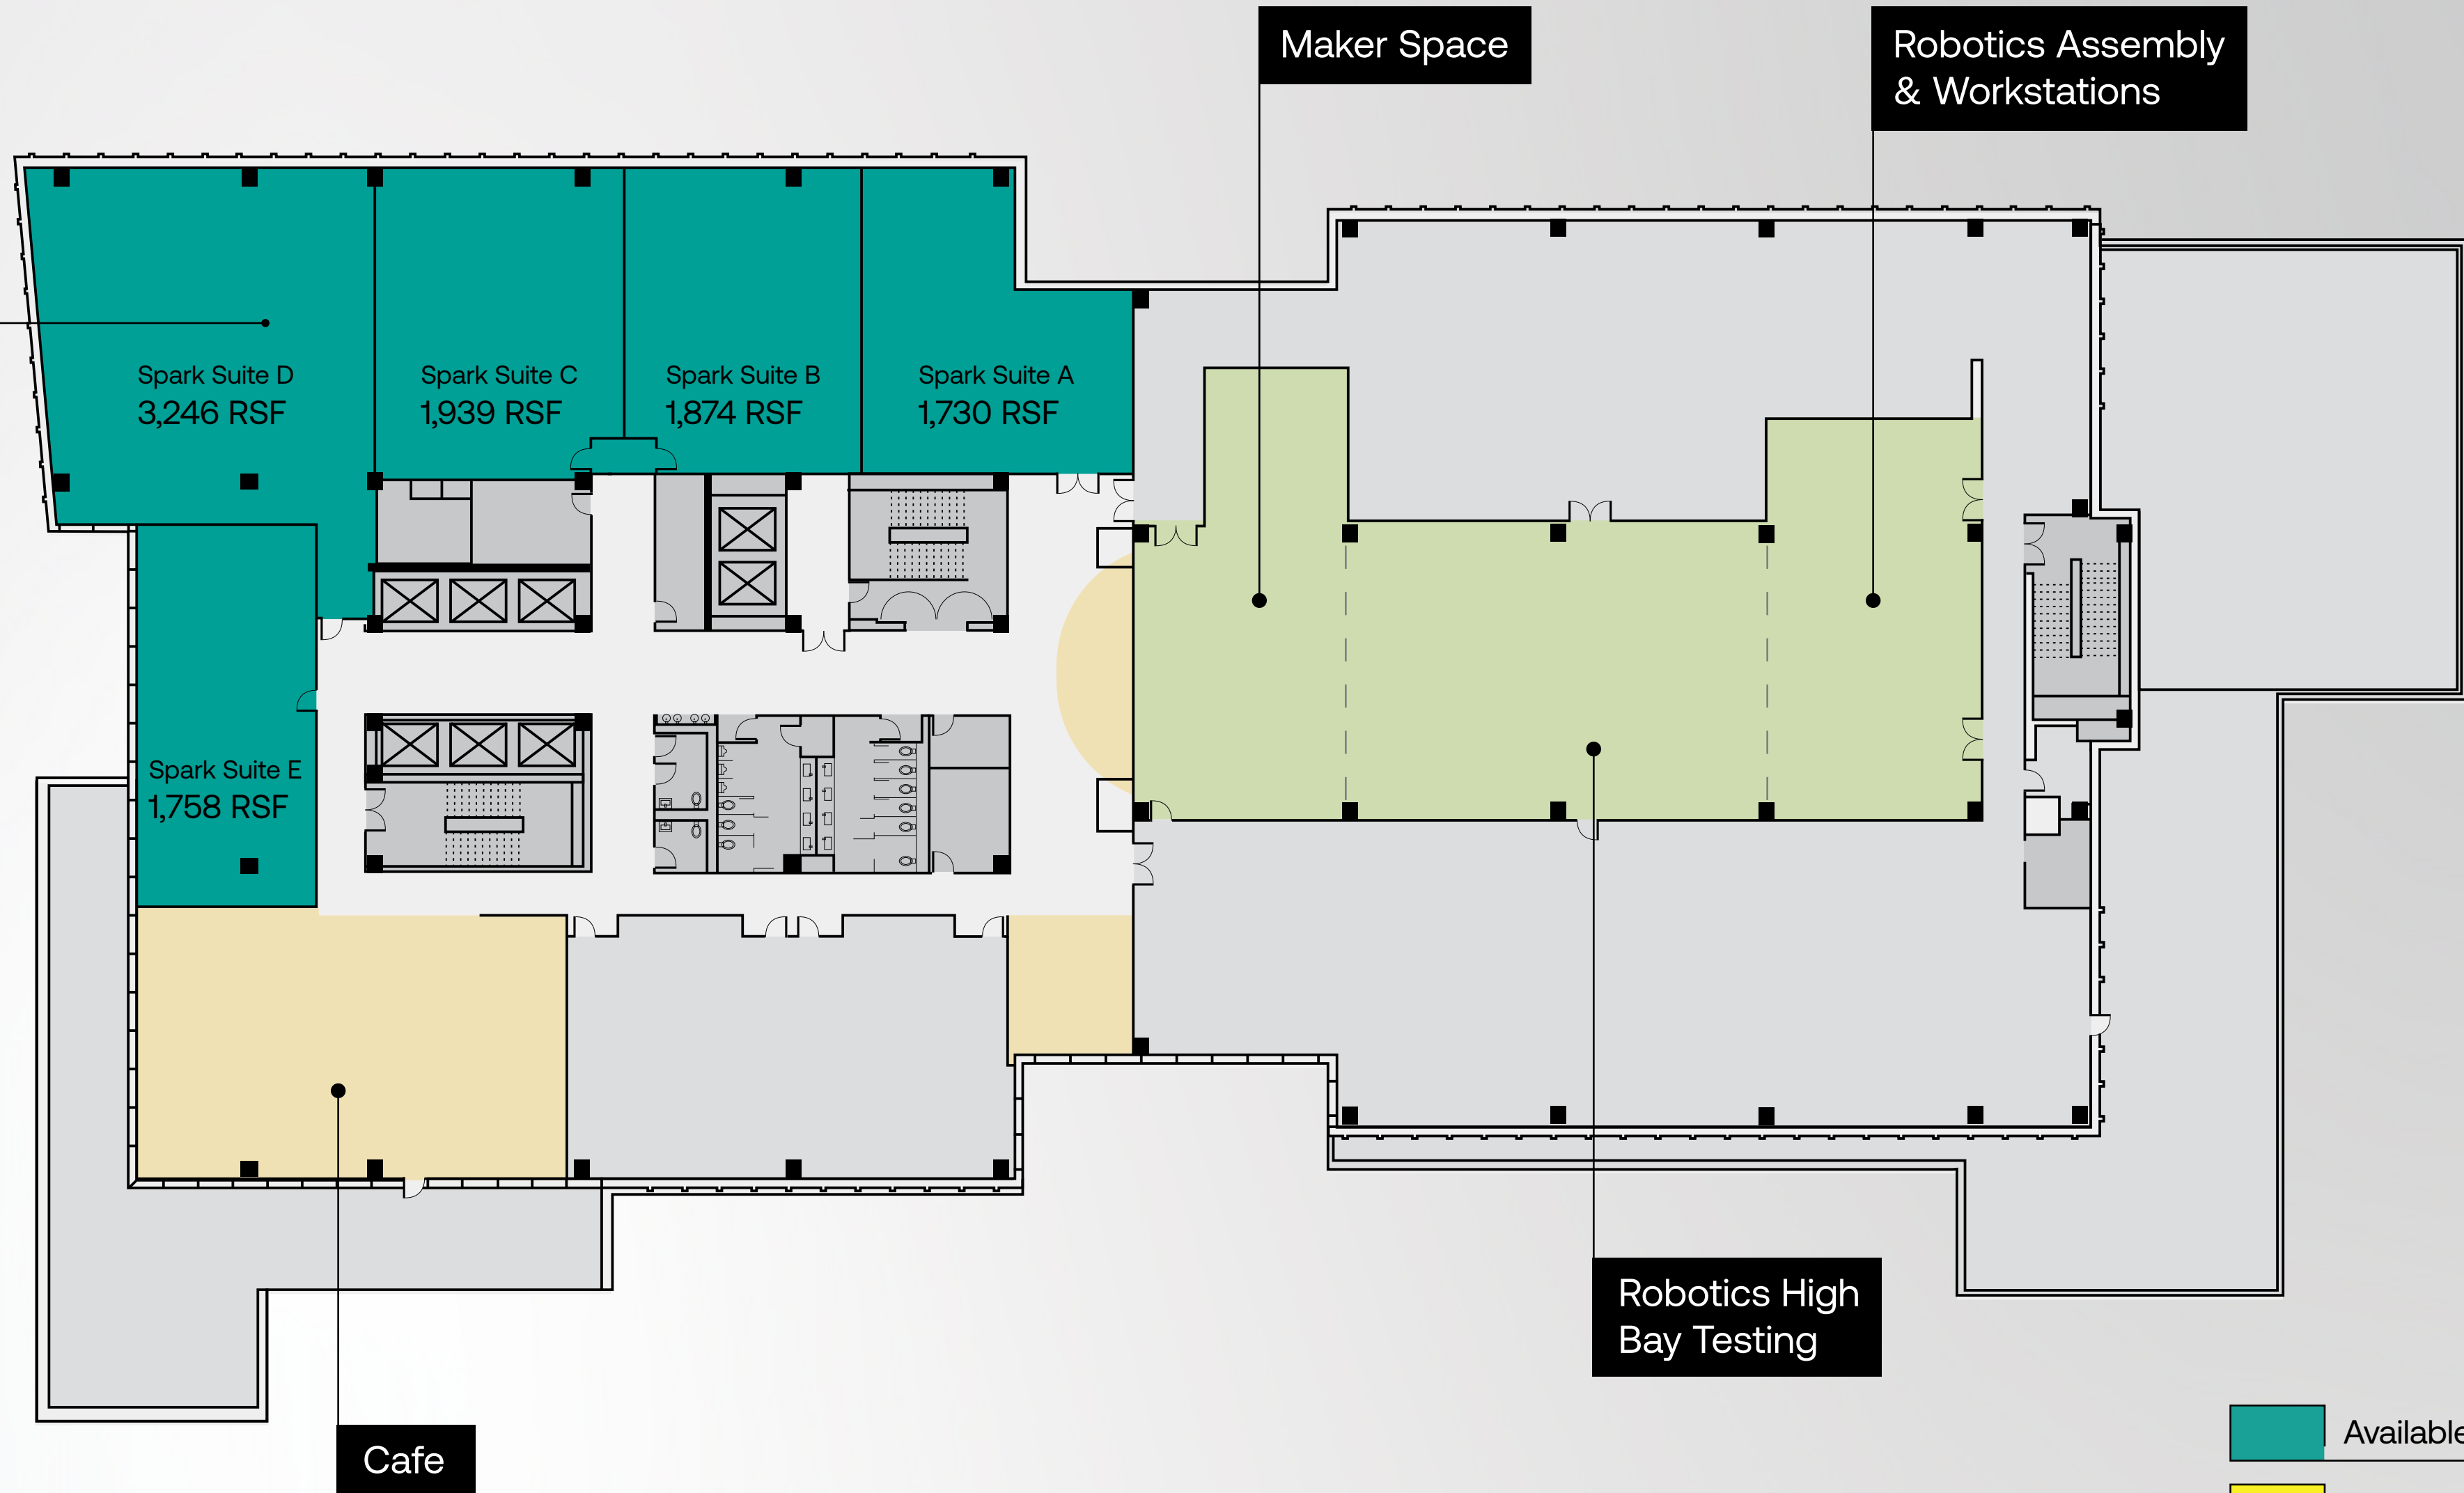 Maker Space
Robotics Assembly
& Workstations
Spark Suite D
3,246 RSF
Spark Suite C
1,939 RSF
Spark Suite B
1,874 RSF
Spark Suite A
1,730 RSF
Spark Suite E
1,758 RSF
Robotics High
Bay Testing
Cafe
Available